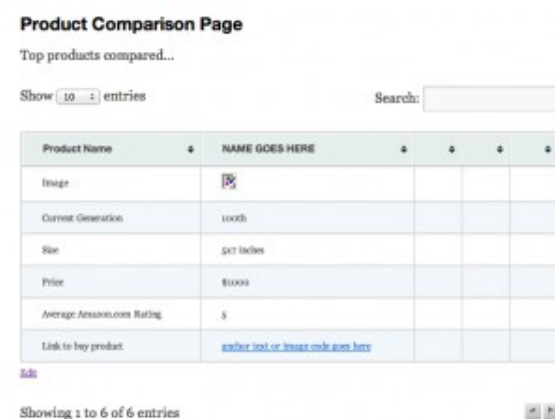 Product Comparison Page
Top products compared...
Show 10 entries
Search:
Product Name NAME GOES HERE
Image
Current Generation 100th
Size 5x7 inches
Price $1000
Average Amazon.com Rating 5
Link to buy product anchor text or image code goes here
Edit
Showing 1 to 6 of 6 entries